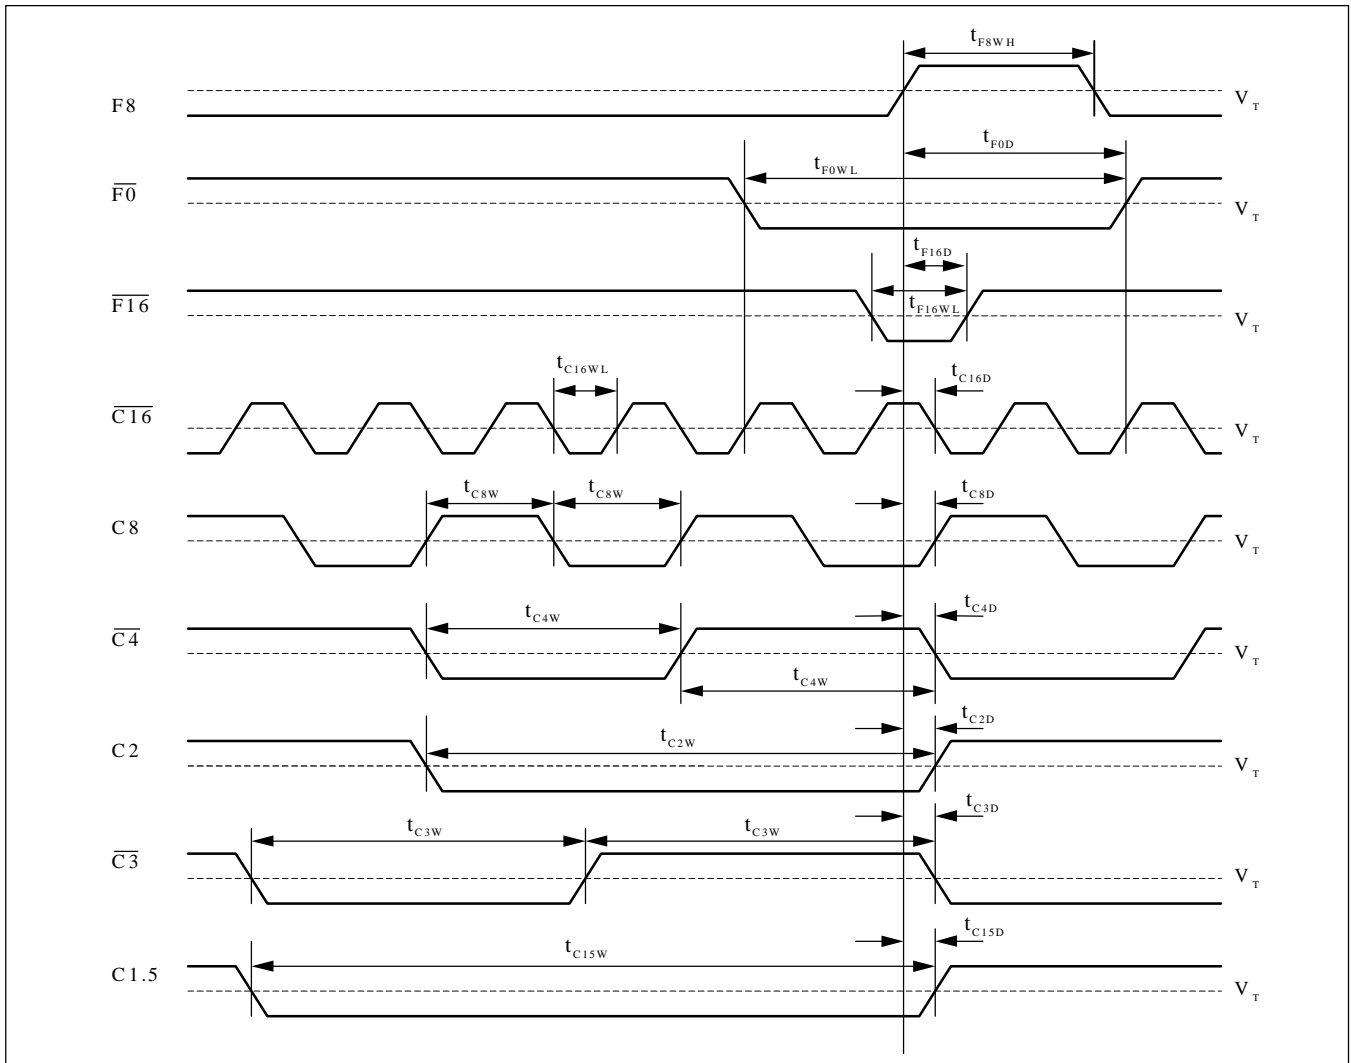 tF8WH
F8
VT
tF0D
tF0WL
F0
VT
tF16D
F16
tF16WL
VT
tC16WL
tC16D
C16
VT
tC8W
tC8W
tC8D
C8
VT
tC4W
tC4D
C4
VT
tC4W
tC2D
tC2W
C2
VT
tC3D
tC3W
tC3W
C3
VT
tC15D
tC15W
C1.5
VT